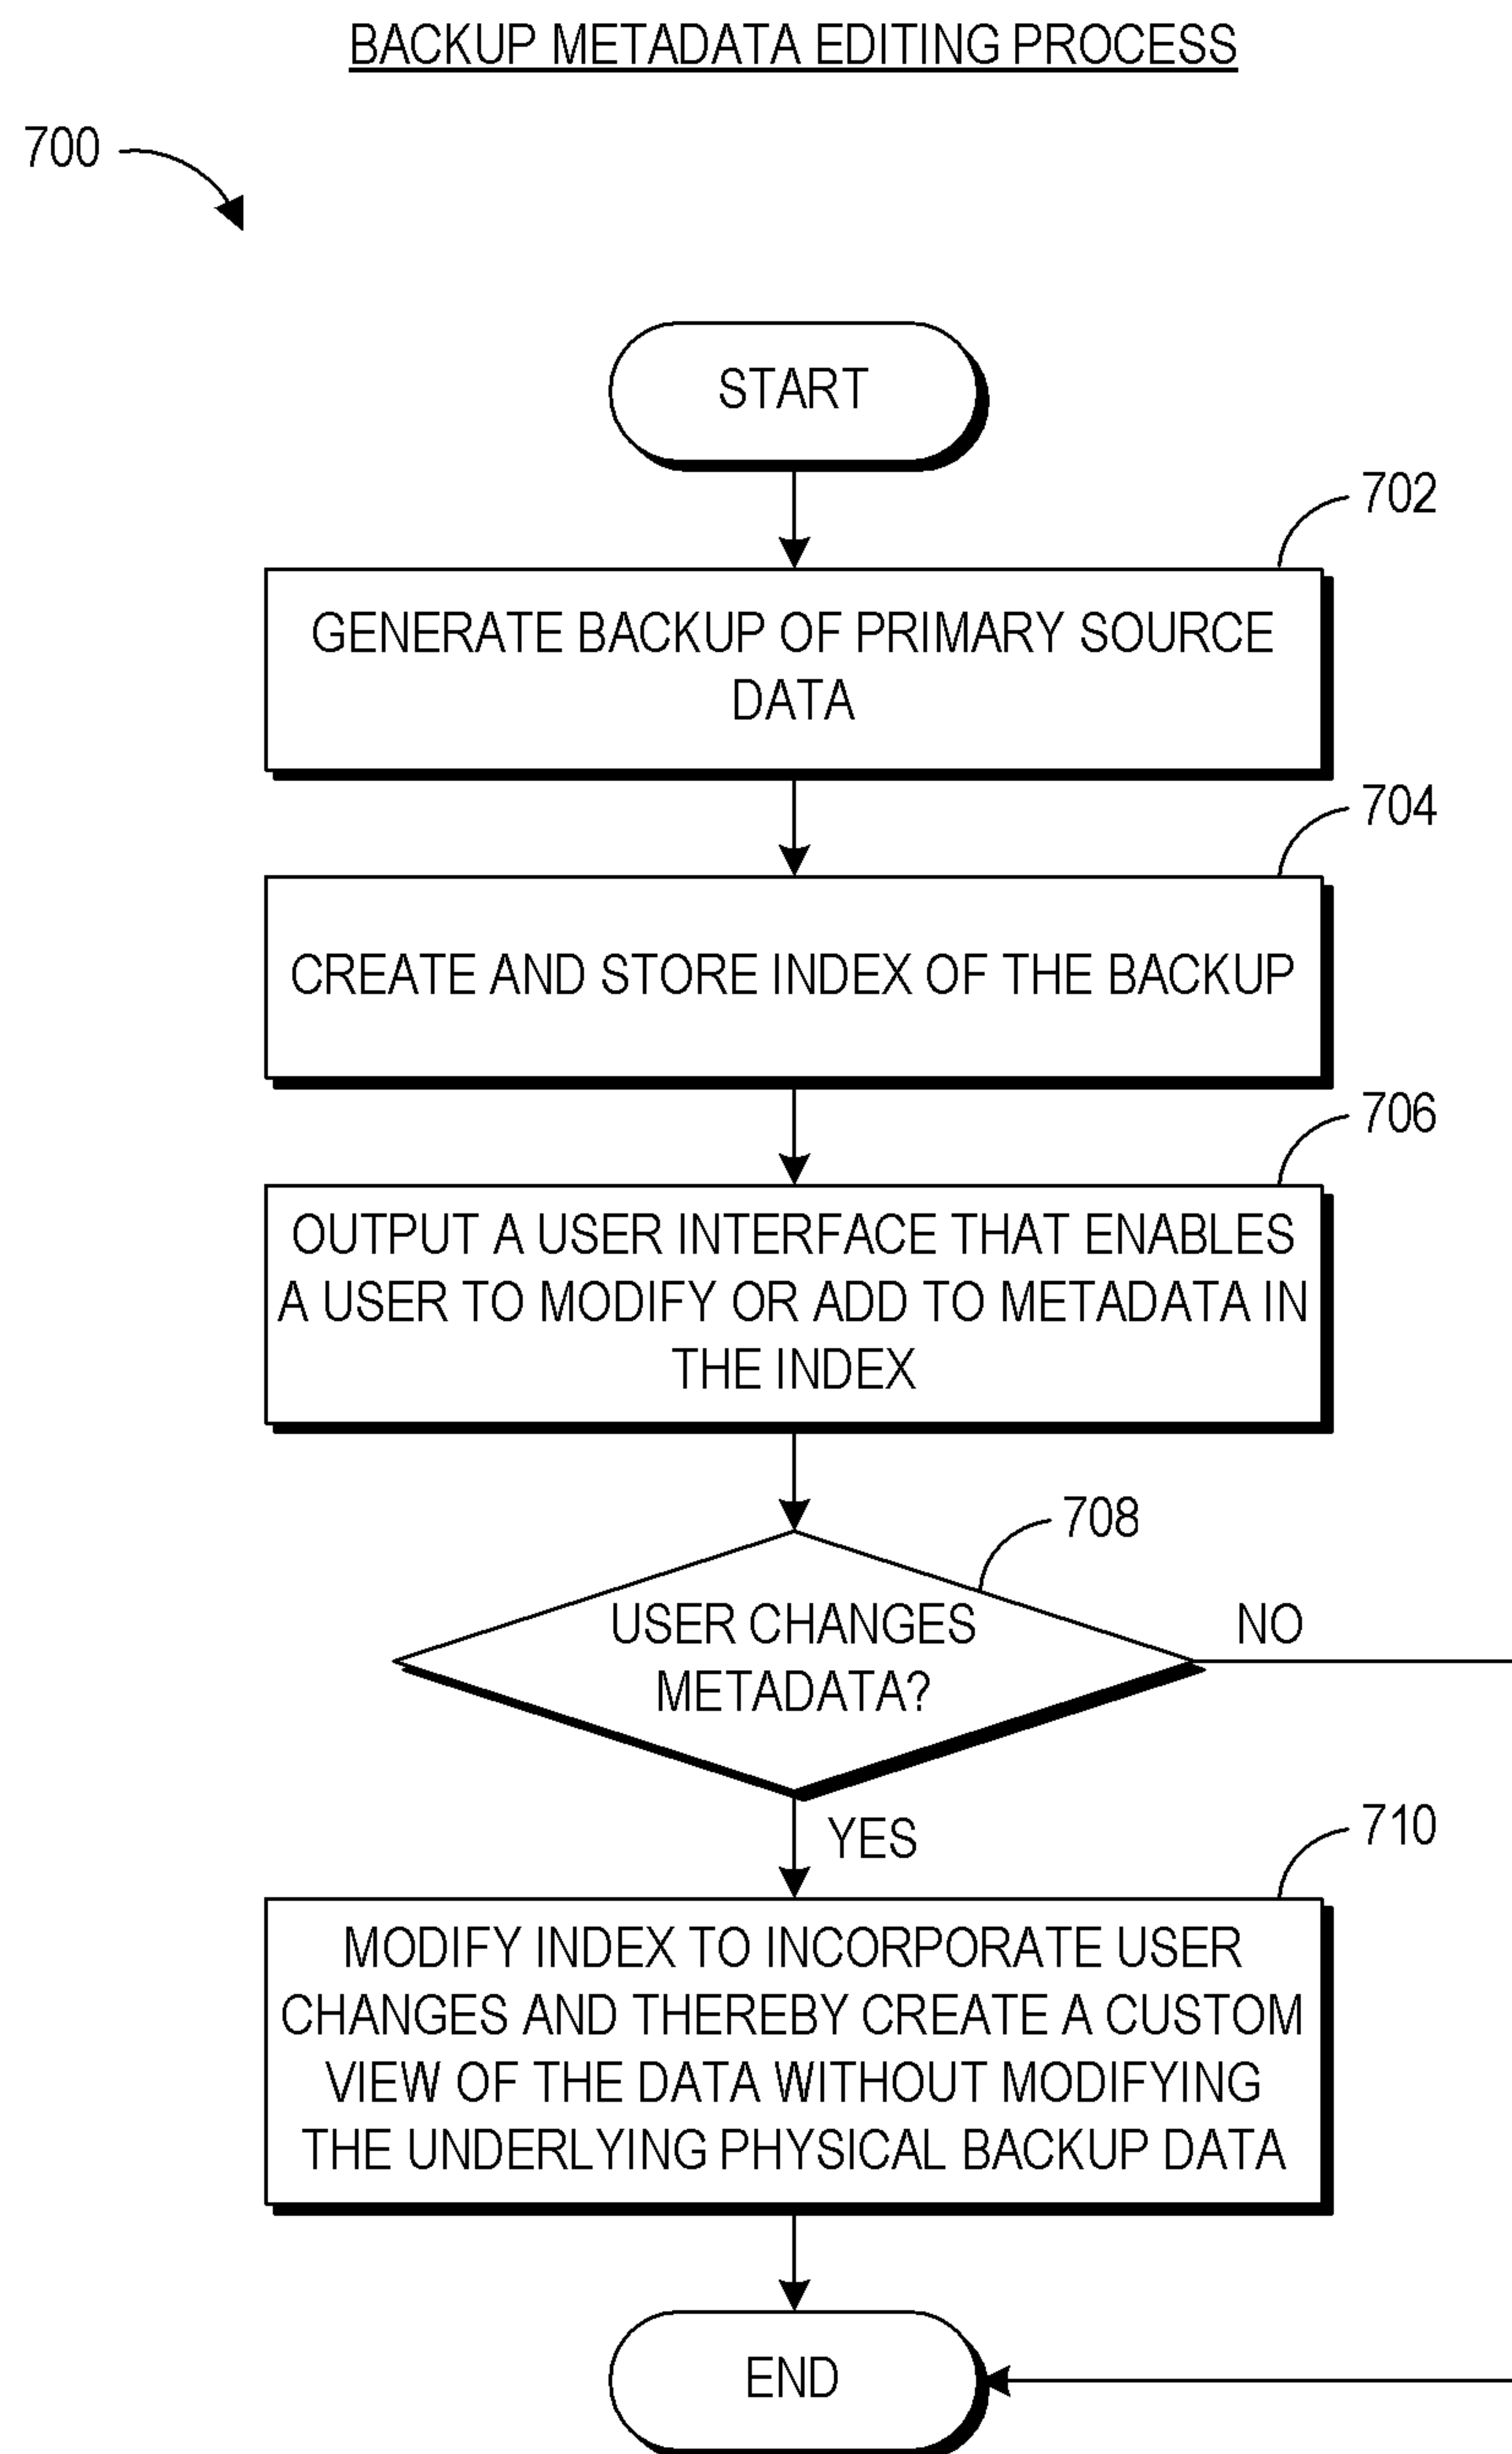 BACKUP METADATA EDITING PROCESS
700
START
702
GENERATE BACKUP OF PRIMARY SOURCE
DATA
704
CREATE AND STORE INDEX OF THE BACKUP
706
OUTPUT A USER INTERFACE THAT ENABLES
A USER TO MODIFY OR ADD TO METADATA IN
THE INDEX
708
USER CHANGES
METADATA?
NO
YES
710
MODIFY INDEX TO INCORPORATE USER
CHANGES AND THEREBY CREATE A CUSTOM
VIEW OF THE DATA WITHOUT MODIFYING
THE UNDERLYING PHYSICAL BACKUP DATA
END